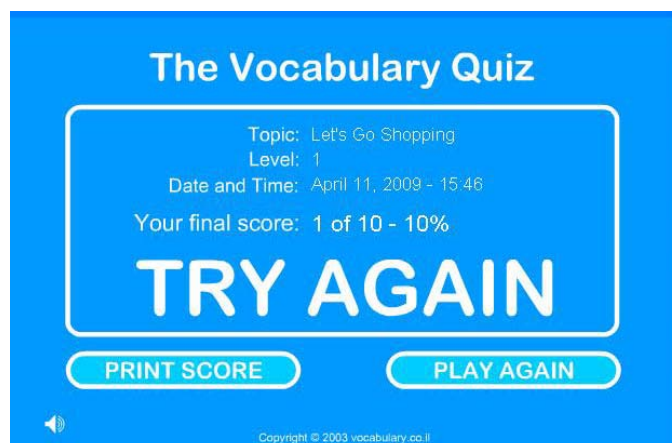 The Vocabulary Quiz
Topic: Let's Go Shopping
Level: 1
Date and Time: April 11, 2009 - 15:46
Your final score: 1 of 10 - 10%
TRY AGAIN
PRINT SCORE
PLAY AGAIN
Copyright © 2003 vocabulary.co.il